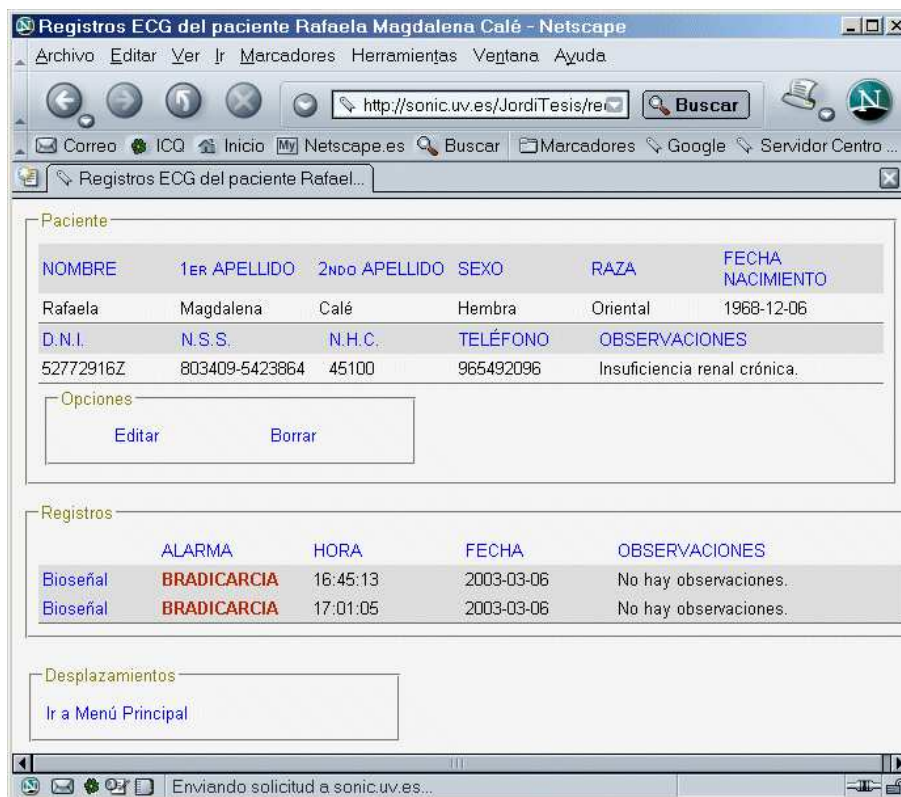 Registros ECG del paciente Rafaela Magdalena Calé - Netscape
Archivo Editar Ver Ir Marcadores Herramientas Ventana Ayuda
http://sonic.uv.es/JordiTesis/re Buscar N
Correo ICQ Inicio My Netscape.es Buscar Marcadores Google Servidor Centro ...
Registros ECG del paciente Rafael...
Paciente
NOMBRE 1ER APELLIDO 2NDO APELLIDO SEXO RAZA FECHA NACIMIENTO
Rafaela Magdalena Calé Hembra Oriental 1968-12-06
D.N.I. N.S.S. N.H.C. TELÉFONO OBSERVACIONES
52772916Z 803409-5423864 45100 965492096 Insuficiencia renal crónica.
Opciones
Editar Borrar
Registros
ALARMA HORA FECHA OBSERVACIONES
Bioseñal BRADICARCIA 16:45:13 2003-03-06 No hay observaciones.
Bioseñal BRADICARCIA 17:01:05 2003-03-06 No hay observaciones.
Desplazamientos
Ir a Menú Principal
Enviando solicitud a sonic.uv.es...